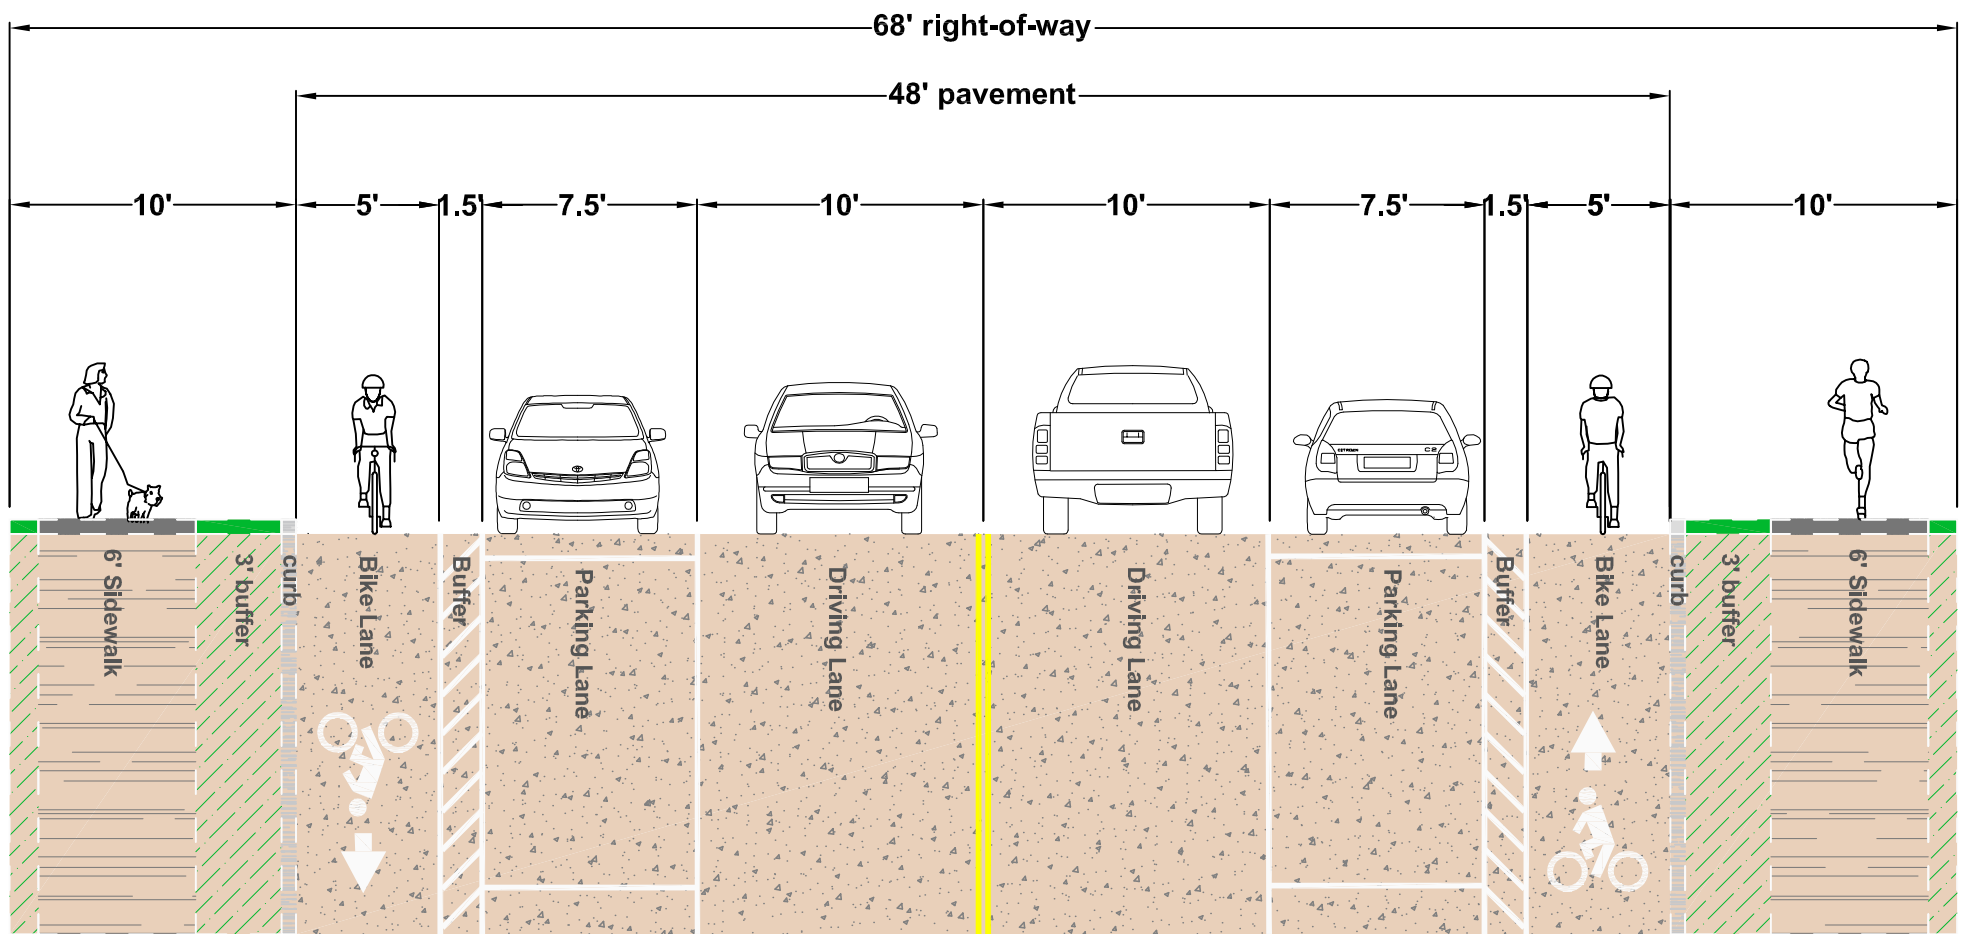 68' right-of-way
48' pavement
10'
5'
1.5'
7.5'
10'
10'
7.5'
1.5'
5'
10'
CITROEN
C2
6' Sidewalk
3' buffer
curb
Bike Lane
Buffer
Parking Lane
Driving Lane
Driving Lane
Parking Lane
Buffer
Bike Lane
curb
3' buffer
6' Sidewalk